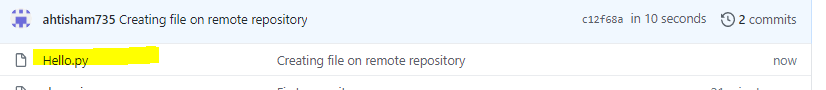 ahtisham735 Creating file on remote repository c12f68a in 10 seconds 2 commits
Hello.py Creating file on remote repository now